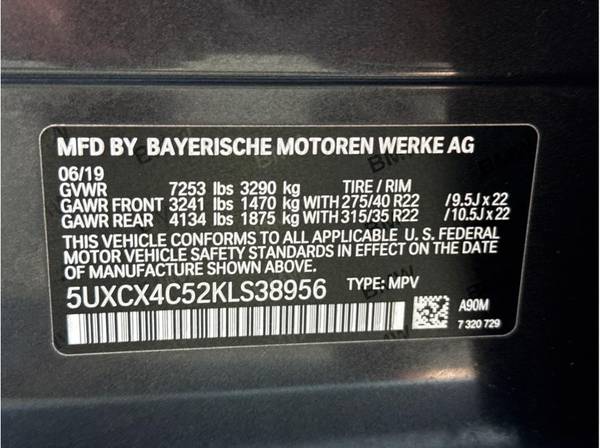 MFD BY BAYERISCHE MOTOREN WERKE AG
06/19
GVWR 7253 lbs 3290 kg TIRE / RIM
GAWR FRONT 3241 lbs 1470 kg WITH 275/40 R22 /9.5J x 22
GAWR REAR 4134 lbs 1875 kg WITH 315/35 R22 /10.5J x 22
THIS VEHICLE CONFORMS TO ALL APPLICABLE U. S. FEDERAL
MOTOR VEHICLE SAFETY STANDARDS IN EFFECT ON THE DATE
OF MANUFACTURE SHOWN ABOVE.
5UXCX4C52KLS38956 TYPE: MPV
A90M
7 320 729